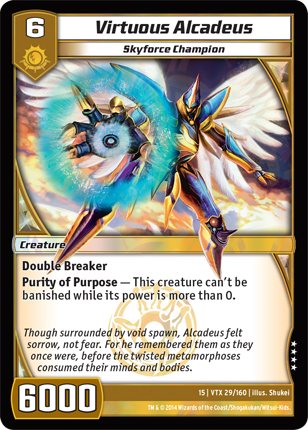 6
Virtuous Alcadeus
Skyforce Champion
Creature
Double Breaker
Purity of Purpose — This creature can't be
banished while its power is more than 0.
Though surrounded by void spawn, Alcadeus felt
sorrow, not fear. For he remembered them as they
once were, before the twisted metamorphoses
consumed their minds and bodies.
6000
15 | VTX 29/160 | illus. Shukei
TM & © 2014 Wizards of the Coast/Shogakukan/Mitsui-Kids.